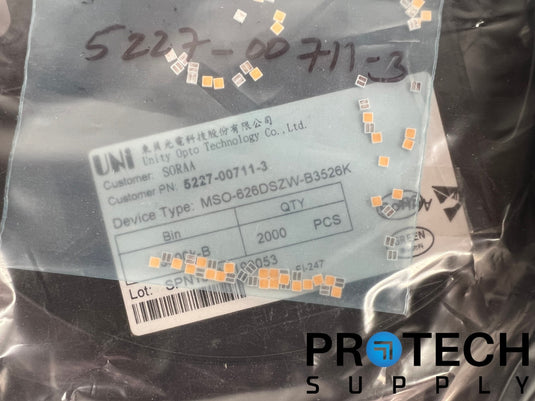 5227-00711-3
UNi 東貝光電科技股份有限公司
Unity Opto Technology Co., Ltd.
Customer: SORAA
Customer PN: 5227-00711-3
Device Type: MSO-626DSZW-B3526K
Bin QTY
2000 PCS
Lot:
GREEN
PROTECH
SUPPLY